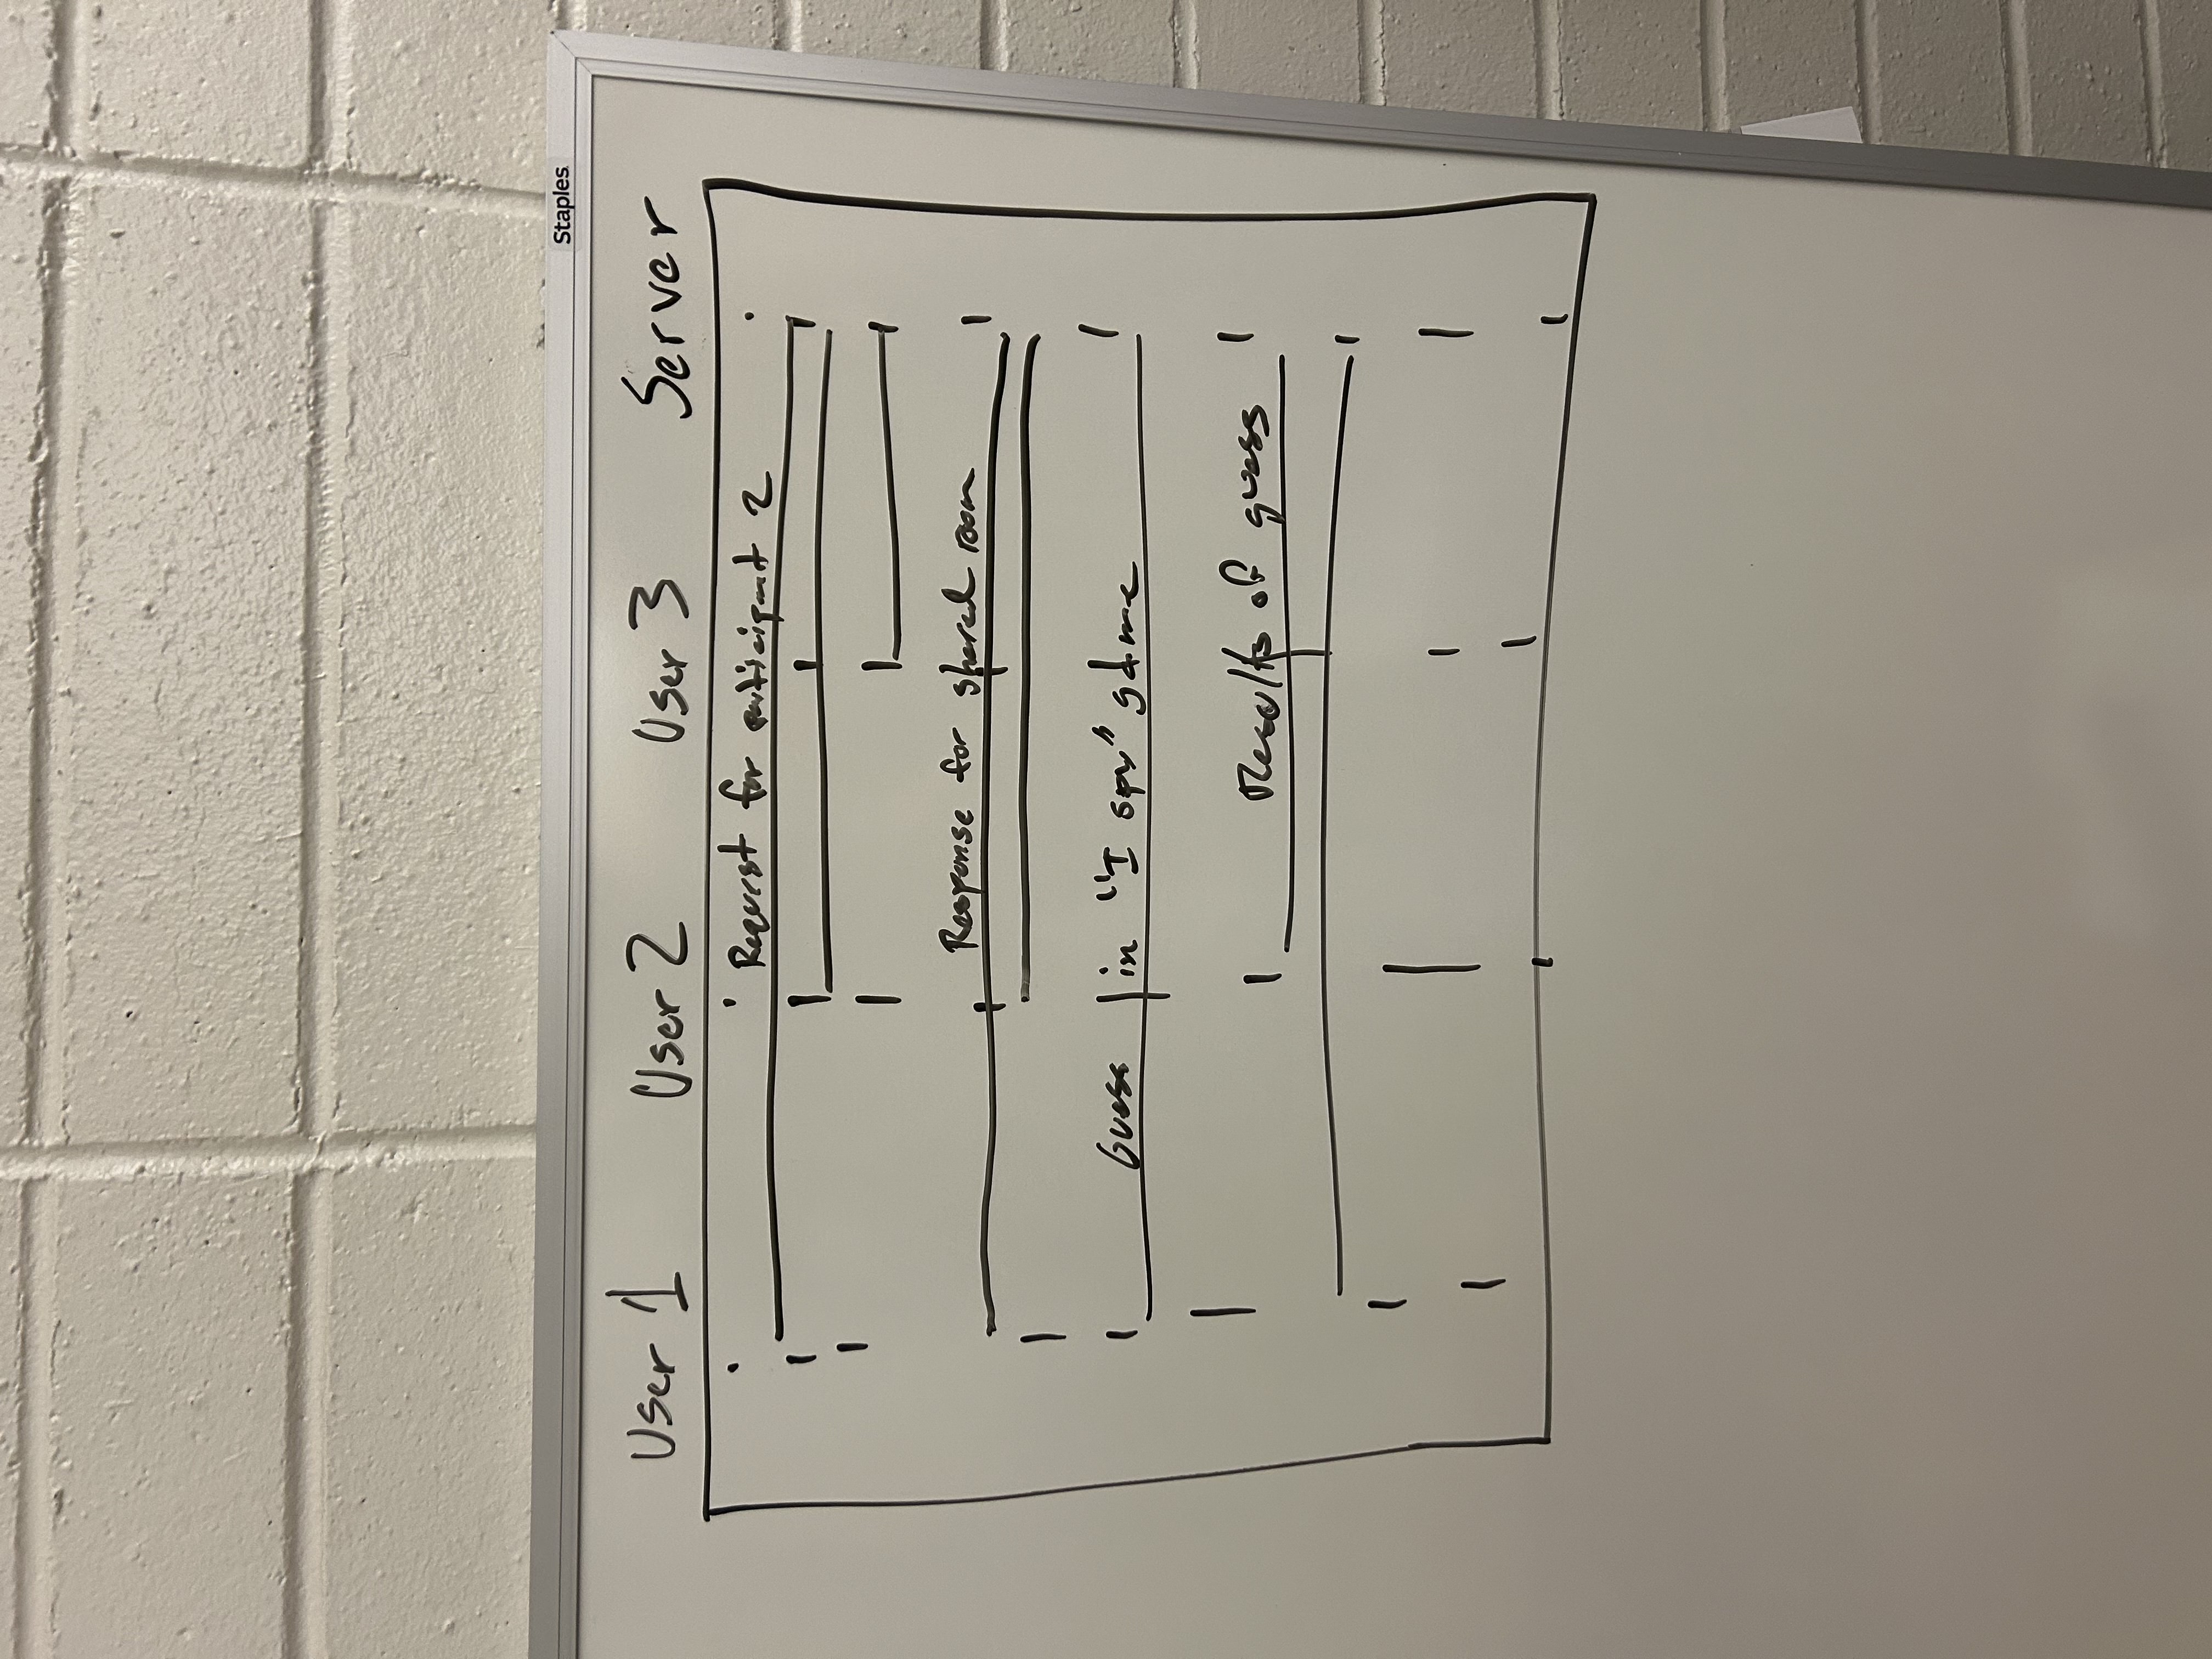 Staples
User 1 User 2 User 3 Server
Request for participant 2
Response for shared room
Guess in "I spy" game
Results of guess